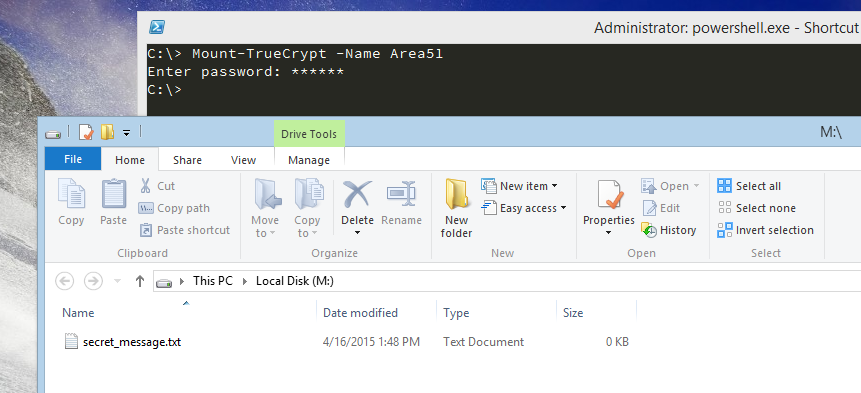 Administrator: powershell.exe - Shortcut
C:\> Mount-TrueCrypt -Name Area51
Enter password: ******
C:\>
Drive Tools
M:\
File Home Share View Manage
Copy
Paste
Cut
Copy path
Paste shortcut
Clipboard
Move to
Copy to
Delete
Rename
Organize
New folder
New item
Easy access
New
Properties
Open
Edit
History
Open
Select all
Select none
Invert selection
Select
This PC Local Disk (M:)
Name Date modified Type Size
secret_message.txt 4/16/2015 1:48 PM Text Document 0 KB